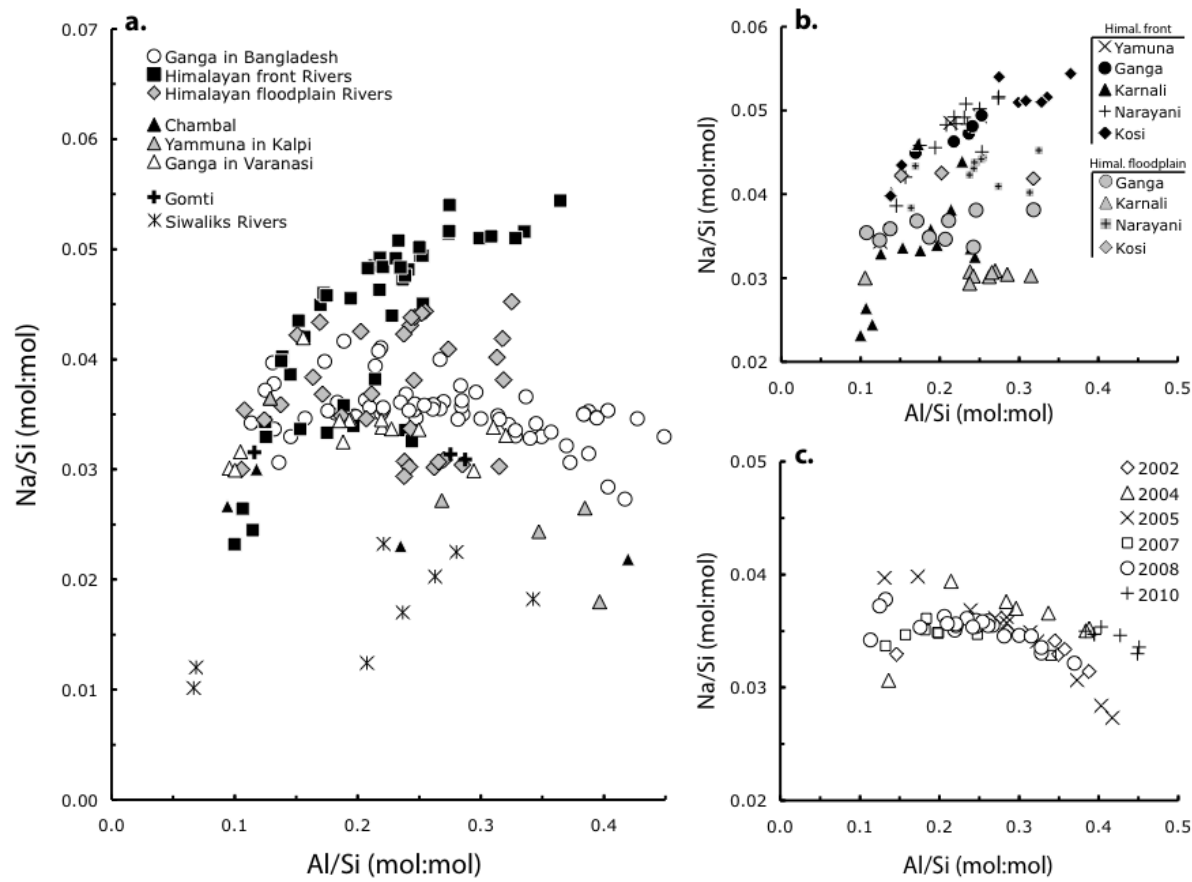 a.
0.07
0.06
0.05
0.04
0.03
0.02
0.01
0.00
Na/Si (mol:mol)
Ganga in Bangladesh
Himalayan front Rivers
Himalayan floodplain Rivers
Chambal
Yammuna in Kalpi
Ganga in Varanasi
Gomti
Siwaliks Rivers
0.0 0.1 0.2 0.3 0.4
Al/Si (mol:mol)
b.
0.06
0.05
0.04
0.03
0.02
Na/Si (mol:mol)
Himal. front
Yamuna
Ganga
Karnali
Narayani
Kosi
Himal. floodplain
Ganga
Karnali
Narayani
Kosi
0.0 0.1 0.2 0.3 0.4 0.5
Al/Si (mol:mol)
c.
0.05
0.04
0.03
0.02
Na/Si (mol:mol)
2002
2004
2005
2007
2008
2010
0.0 0.1 0.2 0.3 0.4 0.5
Al/Si (mol:mol)